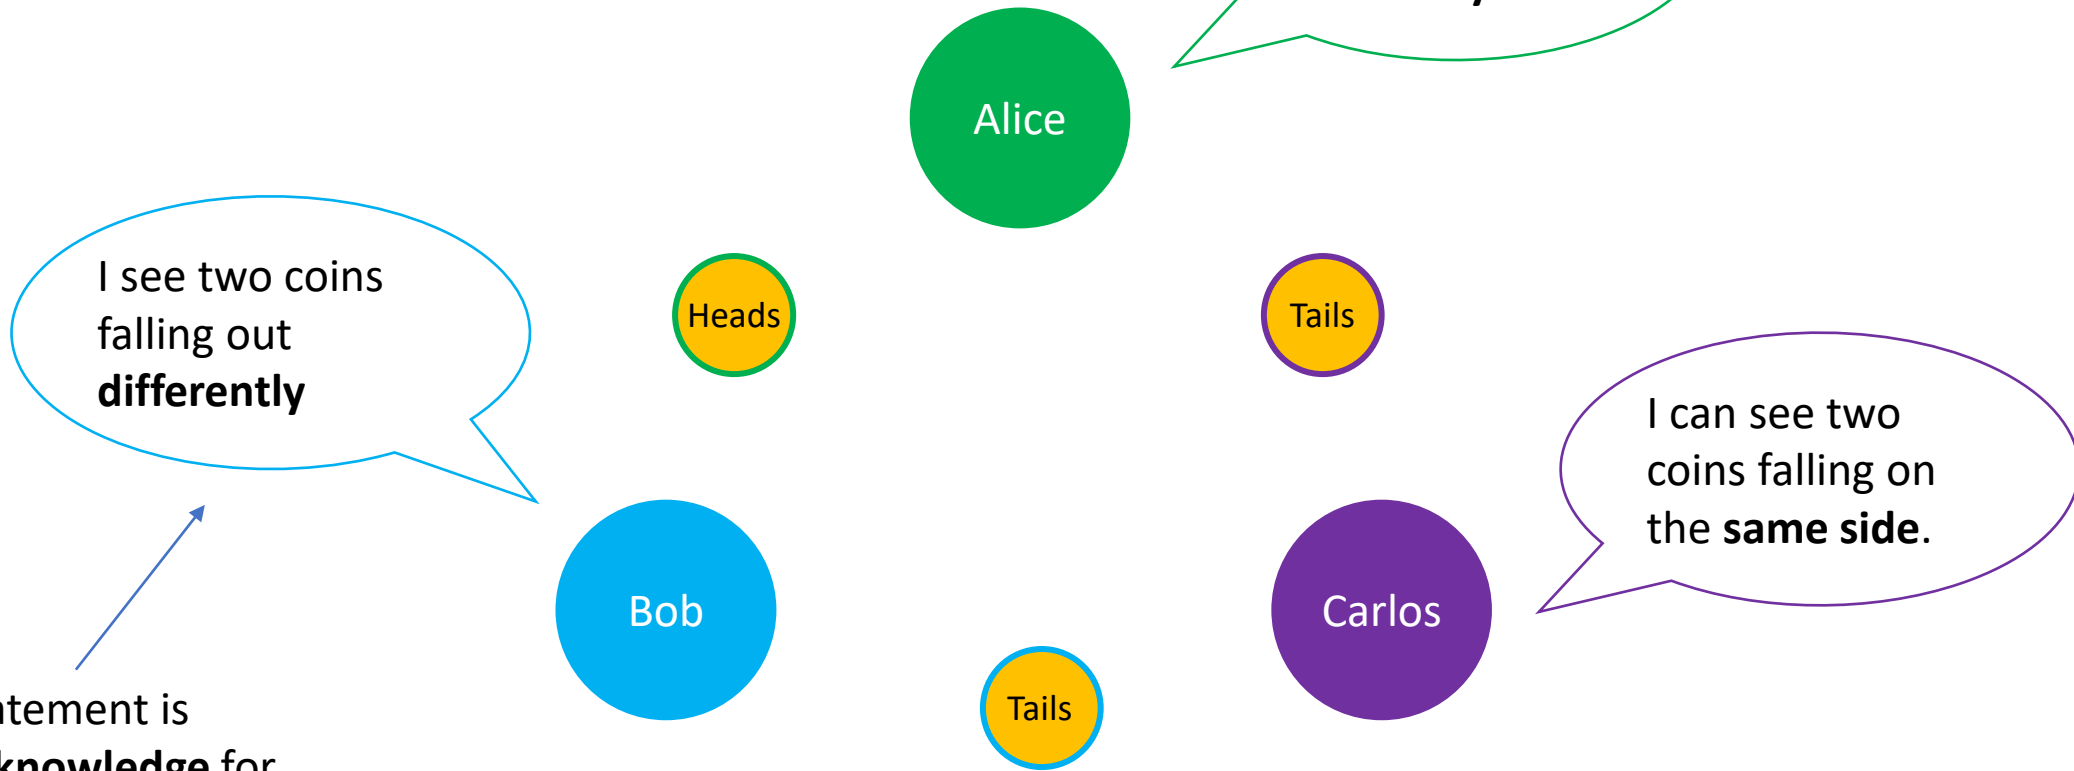 Alice
I see two coins
falling out
differently
Heads
Tails
I can see two
coins falling on
the same side.
Bob
Carlos
Tails
is
knowledge for